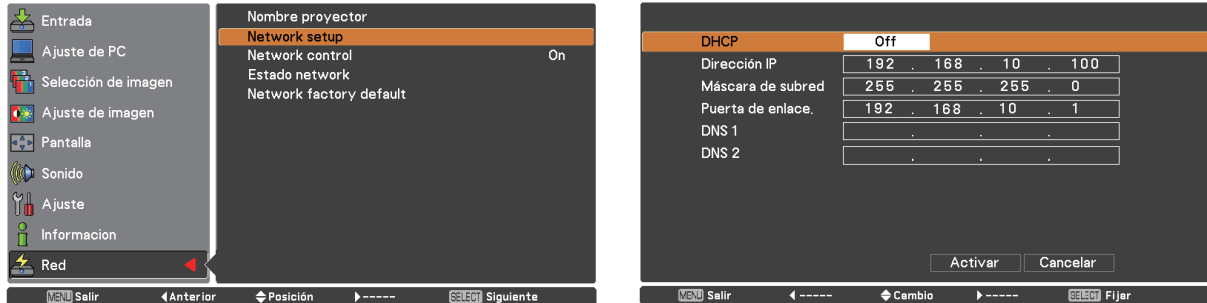 Entrada
Ajuste de PC
Selección de imagen
Ajuste de imagen
Pantalla
Sonido
Ajuste
Informacion
Red
Nombre proyector
Network setup
Network control On
Estado network
Network factory default
MENU Salir Anterior Posición ----- SELECT Siguiente
DHCP Off
Dirección IP 192 . 168 . 10 . 100
Máscara de subred 255 . 255 . 255 . 0
Puerta de enlace. 192 . 168 . 10 . 1
DNS 1 . . .
DNS 2 . . .
Activar Cancelar
MENU Salir ----- Cambio ----- SELECT Fijar